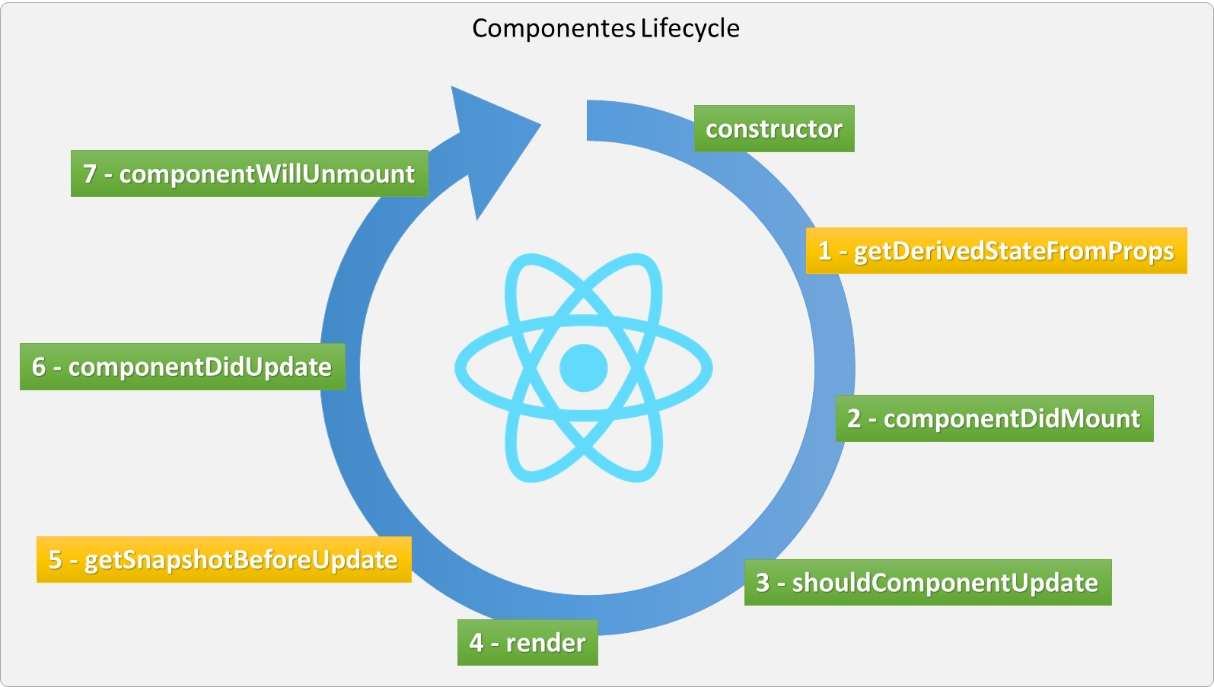 Componentes Lifecycle
constructor
1 - getDerivedStateFromProps
2 - componentDidMount
3 - shouldComponentUpdate
4 - render
5 - getSnapshotBeforeUpdate
6 - componentDidUpdate
7 - componentWillUnmount